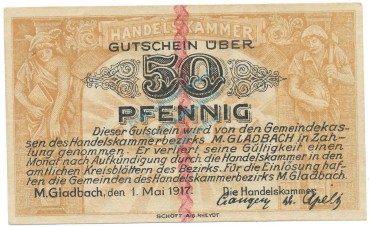 HANDELSKAMMER
GUTSCHEIN ÜBER
50
PFENNIG
Dieser Gutschein wird von den Gemeindekas-
sen des Handelskammerbezirks M. GLADBACH in Zah-
lung genommen. Er verliert seine Gültigkeit einen
Monat nach Aufkündigung durch die Handelskammer in den
amtlichen Kreisblättern des Bezirks. Für die Einlösung haf-
ten die Gemeinden des Handelskammerbezirks M. Gladbach.
M. Gladbach, den 1. Mai 1917. Die Handelskammer
SCHÖTT A.G. RHEYDT